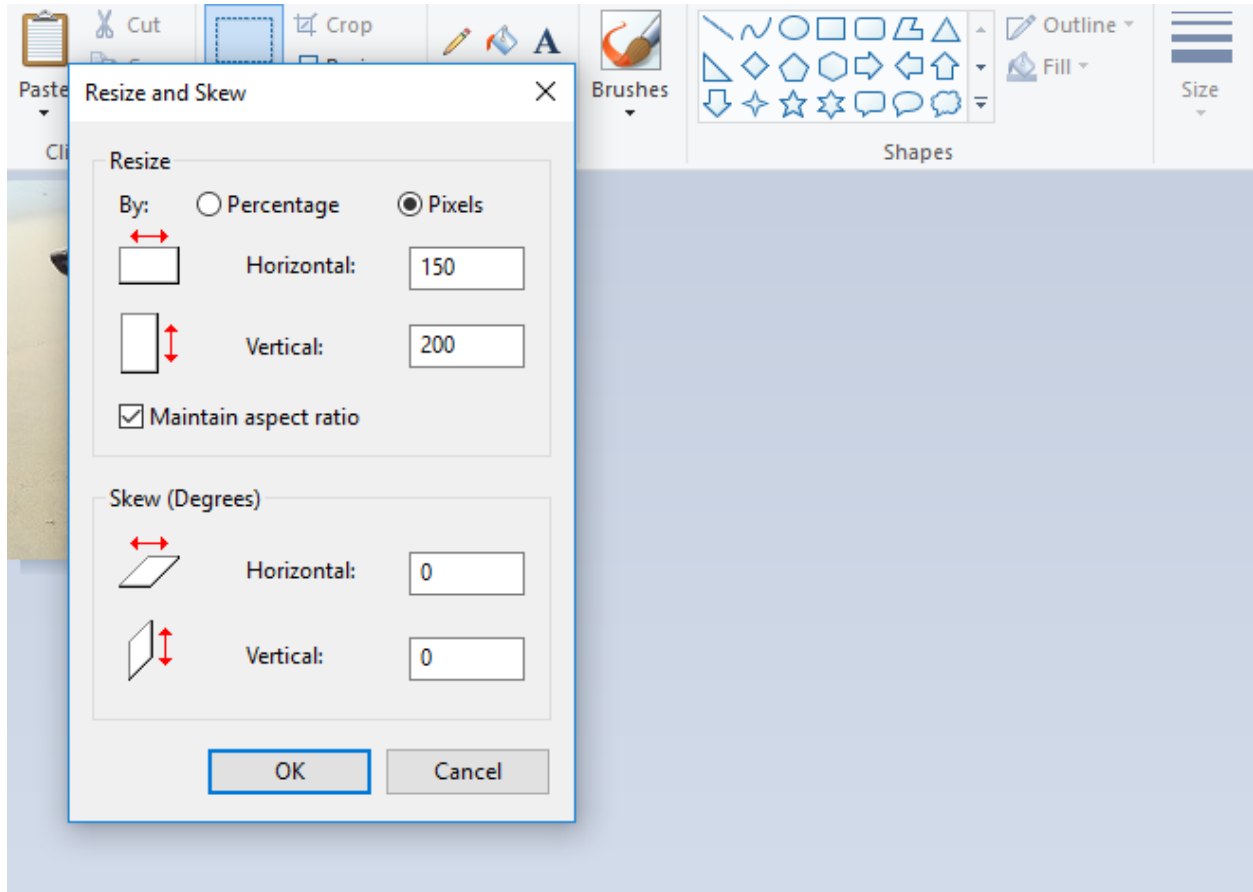 Cut
Crop
A
Paste
Brushes
Outline
Fill
Size
Shapes
Resize and Skew
Resize
By: Percentage Pixels
Horizontal: 150
Vertical: 200
Maintain aspect ratio
Skew (Degrees)
Horizontal: 0
Vertical: 0
OK Cancel